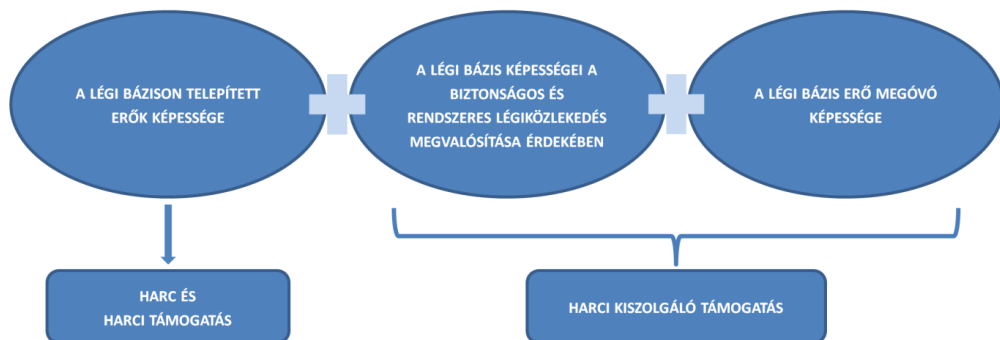 A LÉGI BÁZISON TELEPÍTETT
ERŐK KÉPESSÉGE
A LÉGI BÁZIS KÉPESSÉGEI A
BIZTONSÁGOS ÉS
RENDSZERES LÉGIKÖZLEKEDÉS
MEGVALÓSÍTÁSA ÉRDEKÉBEN
A LÉGI BÁZIS ERŐ MEGÓVÓ
KÉPESSÉGE
HARC ÉS
HARCI TÁMOGATÁS
HARCI KISZOLGÁLÓ TÁMOGATÁS